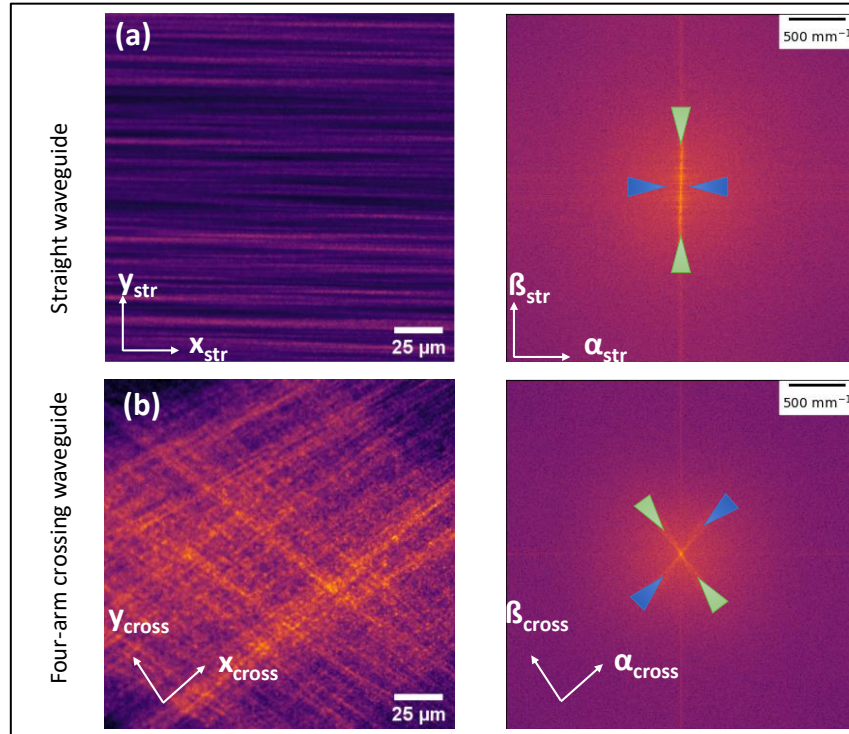 Straight waveguide
(a)
y_str
x_str
25 µm
500 mm⁻¹
ß_str
α_str
Four-arm crossing waveguide
(b)
y_cross
x_cross
25 µm
500 mm⁻¹
ß_cross
α_cross